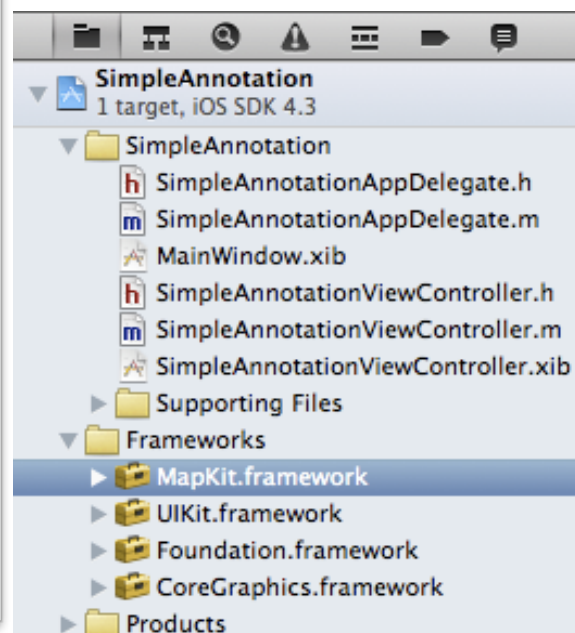 SimpleAnnotation
1 target, iOS SDK 4.3
SimpleAnnotation
h SimpleAnnotationAppDelegate.h
m SimpleAnnotationAppDelegate.m
MainWindow.xib
h SimpleAnnotationViewController.h
m SimpleAnnotationViewController.m
SimpleAnnotationViewController.xib
Supporting Files
Frameworks
MapKit.framework
UIKit.framework
Foundation.framework
CoreGraphics.framework
Products